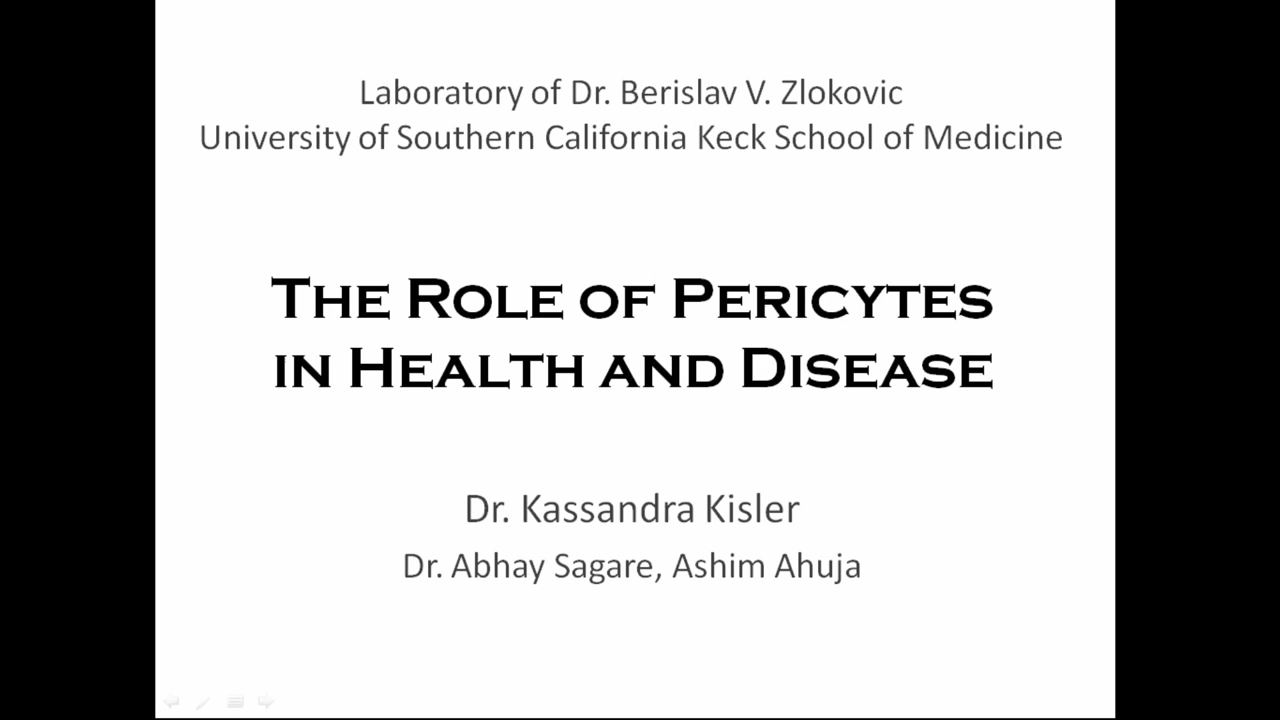 Laboratory of Dr. Berislav V. Zlokovic
University of Southern California Keck School of Medicine
The Role of Pericytes
in Health and Disease
Dr. Kassandra Kisler
Dr. Abhay Sagare, Ashim Ahuja